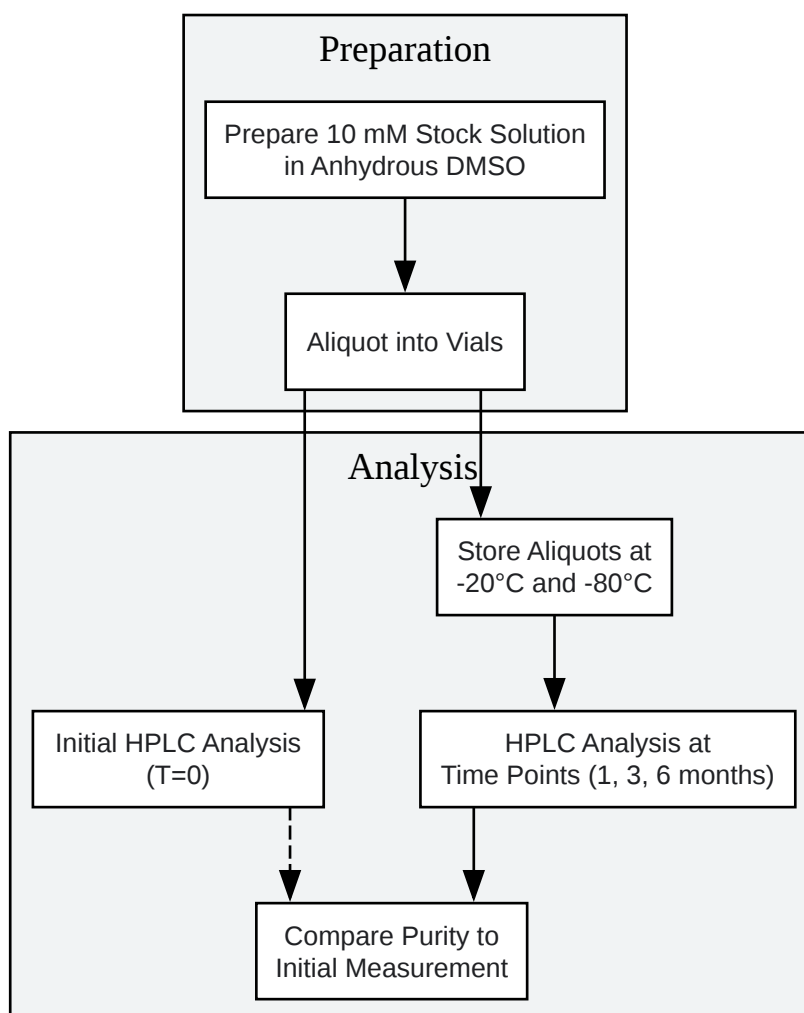 Preparation
Prepare 10 mM Stock Solution
in Anhydrous DMSO
Aliquot into Vials
Analysis
Store Aliquots at
-20°C and -80°C
Initial HPLC Analysis
(T=0)
HPLC Analysis at
Time Points (1, 3, 6 months)
Compare Purity to
Initial Measurement